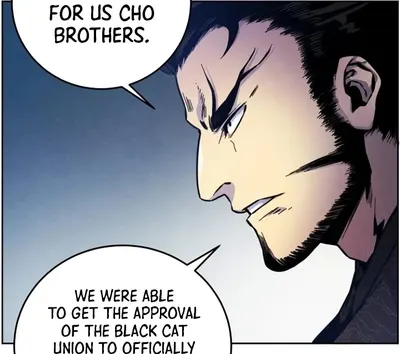 FOR US CHO
BROTHERS.
WE WERE ABLE
TO GET THE APPROVAL
OF THE BLACK CAT
UNION TO OFFICIALLY